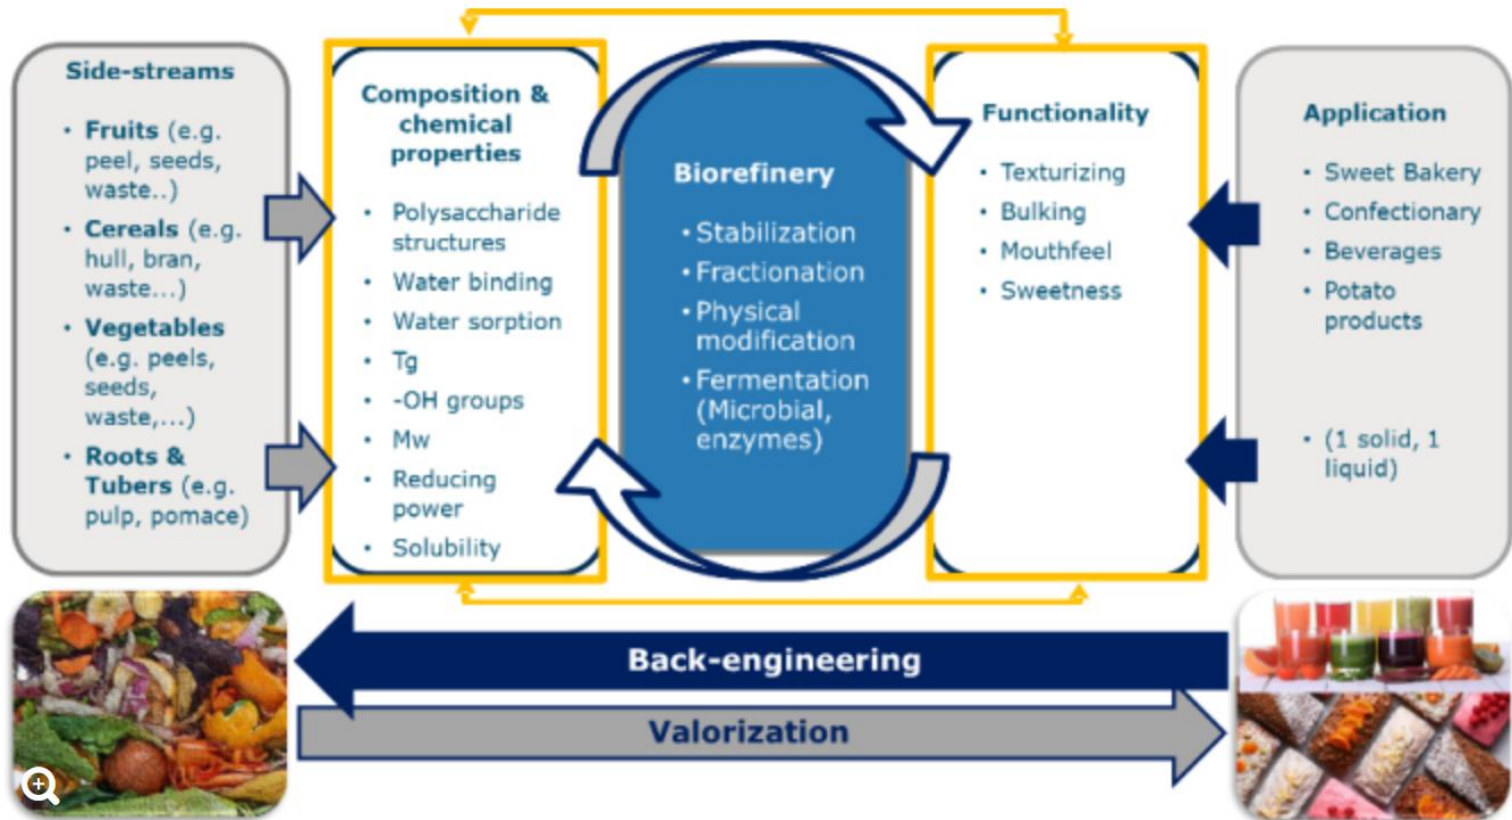 Side-streams
• Fruits (e.g.
peel, seeds,
waste..)
• Cereals (e.g.
hull, bran,
waste...)
• Vegetables
(e.g. peels,
seeds,
waste,...)
• Roots &
Tubers (e.g.
pulp, pomace)
Composition &
chemical
properties
• Polysaccharide
structures
• Water binding
• Water sorption
• Tg
• -OH groups
• Mw
• Reducing
power
• Solubility
Biorefinery
• Stabilization
• Fractionation
• Physical
modification
• Fermentation
(Microbial,
enzymes)
Functionality
• Texturizing
• Bulking
• Mouthfeel
• Sweetness
Application
• Sweet Bakery
• Confectionary
• Beverages
• Potato
products
• (1 solid, 1
liquid)
Back-engineering
Valorization